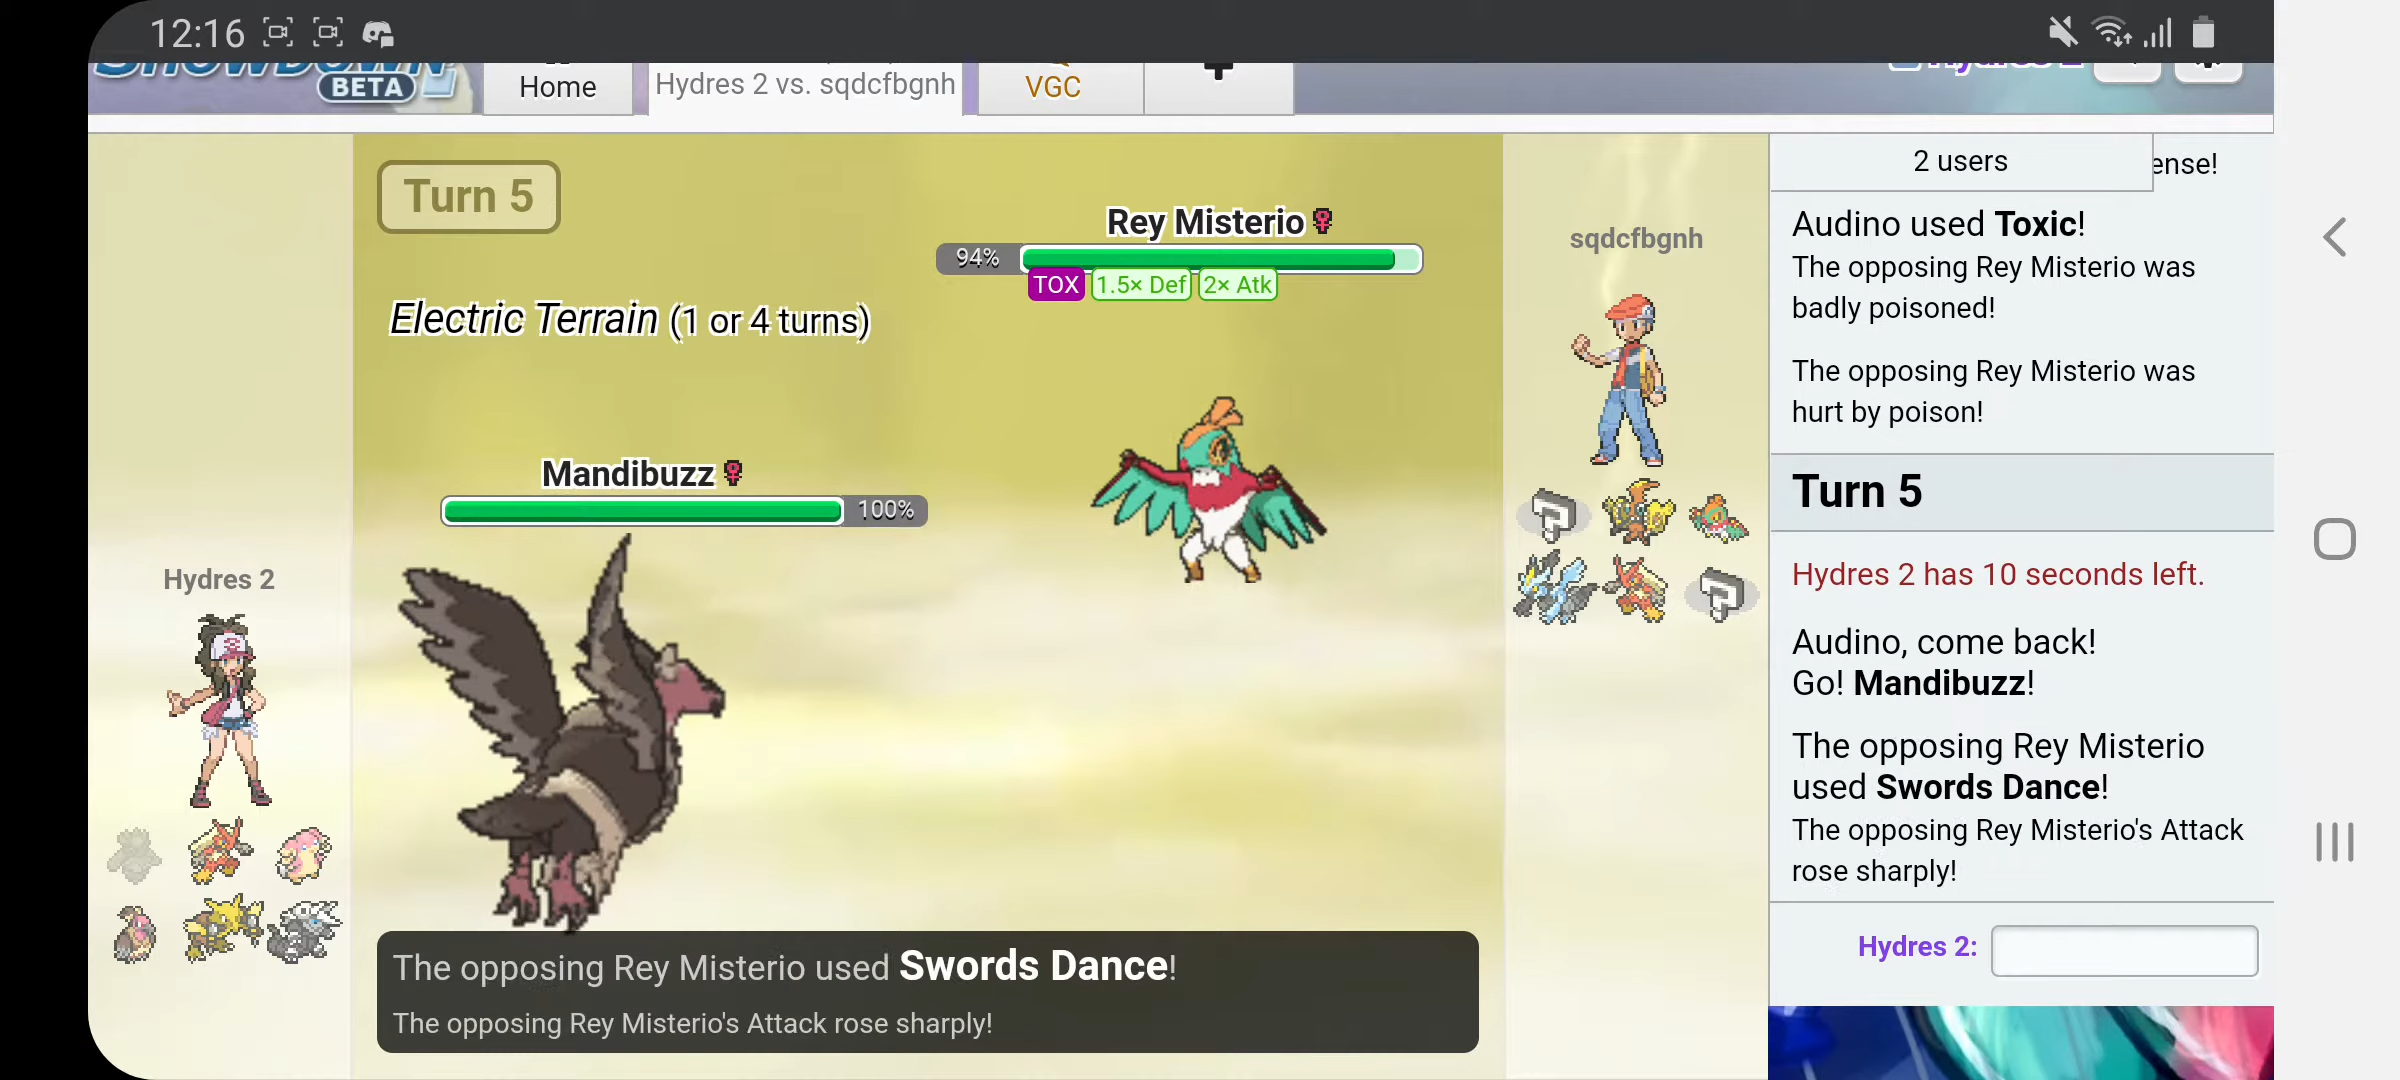 12:16
SHOWDOWN
BETA
Home
Hydres 2 vs. sqdcfbgnh
VGC
Hydres 2
Turn 5
Rey Misterio
94%
TOX 1.5× Def 2× Atk
Electric Terrain (1 or 4 turns)
Mandibuzz
100%
Hydres 2
sqdcfbgnh
The opposing Rey Misterio used Swords Dance!
The opposing Rey Misterio's Attack rose sharply!
2 users
ense!
Audino used Toxic!
The opposing Rey Misterio was
badly poisoned!
The opposing Rey Misterio was
hurt by poison!
Turn 5
Hydres 2 has 10 seconds left.
Audino, come back!
Go! Mandibuzz!
The opposing Rey Misterio
used Swords Dance!
The opposing Rey Misterio's Attack
rose sharply!
Hydres 2: